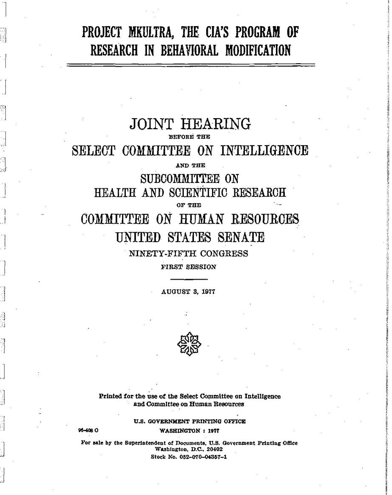 PROJECT MKULTRA, THE CIA'S PROGRAM OF
RESEARCH IN BEHAVIORAL MODIFICATION
JOINT HEARING
BEFORE THE
SELECT COMMITTEE ON INTELLIGENCE
AND THE
SUBCOMMITTEE ON
HEALTH AND SCIENTIFIC RESEARCH
OF THE
COMMITTEE ON HUMAN RESOURCES
UNITED STATES SENATE
NINETY-FIFTH CONGRESS
FIRST SESSION
AUGUST 3, 1977
Printed for the use of the Select Committee on Intelligence
and Committee on Human Resources
U.S. GOVERNMENT PRINTING OFFICE
96-408 O WASHINGTON : 1977
For sale by the Superintendent of Documents, U.S. Government Printing Office
Washington, D.C., 20402
Stock No. 052-070-04357-1